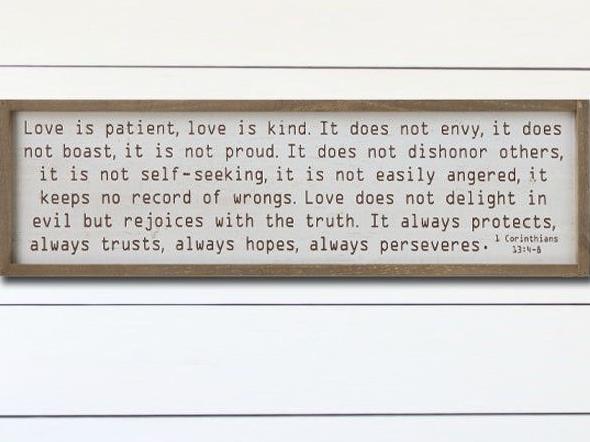 Love is patient, love is kind. It does not envy, it does
not boast, it is not proud. It does not dishonor others,
it is not self-seeking, it is not easily angered, it
keeps no record of wrongs. Love does not delight in
evil but rejoices with the truth. It always protects,
always trusts, always hopes, always perseveres.
1 Corinthians
13:4-8